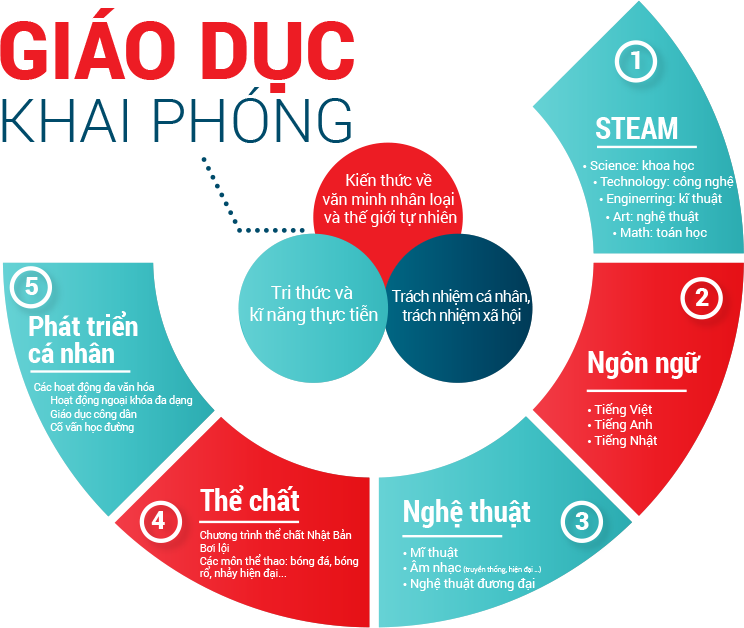 GIÁO DỤC
KHAI PHÓNG
Kiến thức về
văn minh nhân loại
và thế giới tự nhiên
Tri thức và
kĩ năng thực tiễn
Trách nhiệm cá nhân,
trách nhiệm xã hội
1
STEAM
• Science: khoa học
• Technology: công nghệ
• Enginerring: kĩ thuật
• Art: nghệ thuật
• Math: toán học
2
Ngôn ngữ
• Tiếng Việt
• Tiếng Anh
• Tiếng Nhật
3
Nghệ thuật
• Mĩ thuật
• Âm nhạc (truyền thống, hiện đại ...)
• Nghệ thuật đương đại
4
Thể chất
Chương trình thể chất Nhật Bản
Bơi lội
Các môn thể thao: bóng đá, bóng
rổ, nhảy hiện đại...
5
Phát triển
cá nhân
Các hoạt động đa văn hóa
Hoạt động ngoại khóa đa dạng
Giáo dục công dân
Cố vấn học đường